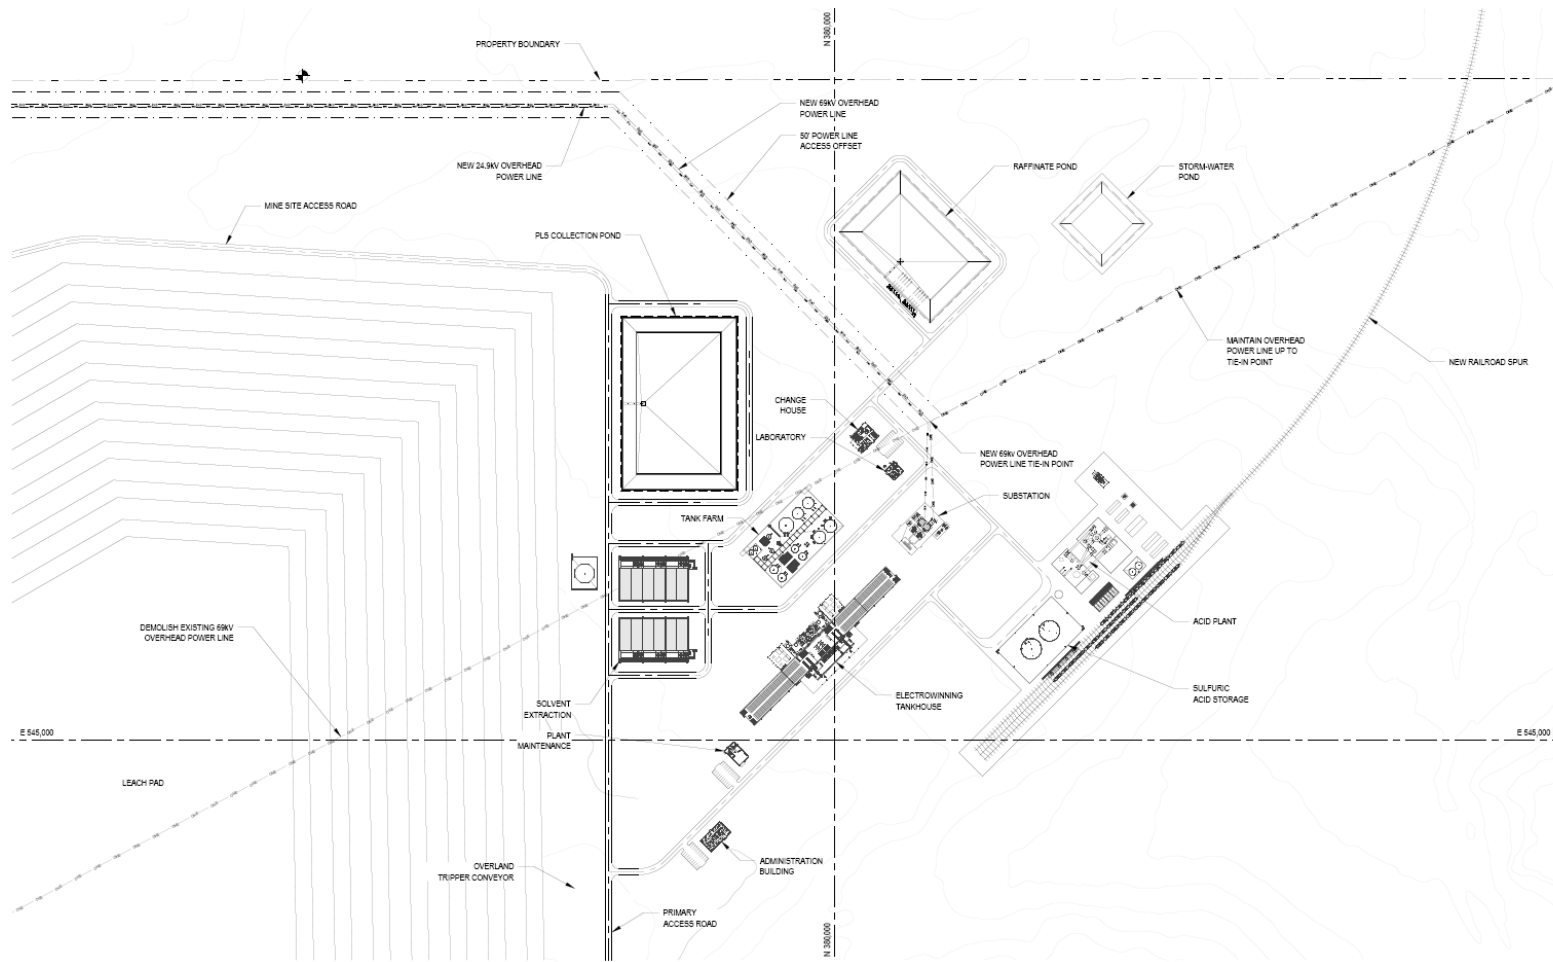 N 380,000
PROPERTY BOUNDARY
NEW 69kV OVERHEAD
POWER LINE
50' POWER LINE
ACCESS OFFSET
NEW 24.9kV OVERHEAD
POWER LINE
RAFFINATE POND
STORM-WATER
POND
MINE SITE ACCESS ROAD
PLS COLLECTION POND
MAINTAIN OVERHEAD
POWER LINE UP TO
TIE-IN POINT
NEW RAILROAD SPUR
CHANGE
HOUSE
LABORATORY
NEW 69kv OVERHEAD
POWER LINE TIE-IN POINT
SUBSTATION
TANK FARM
DEMOLISH EXISTING 69kV
OVERHEAD POWER LINE
ACID PLANT
SULFURIC
ACID STORAGE
ELECTROWINNING
TANKHOUSE
SOLVENT
EXTRACTION
PLANT
MAINTENANCE
E 545,000
E 545,000
LEACH PAD
OVERLAND
TRIPPER CONVEYOR
ADMINISTRATION
BUILDING
PRIMARY
ACCESS ROAD
N 380,000